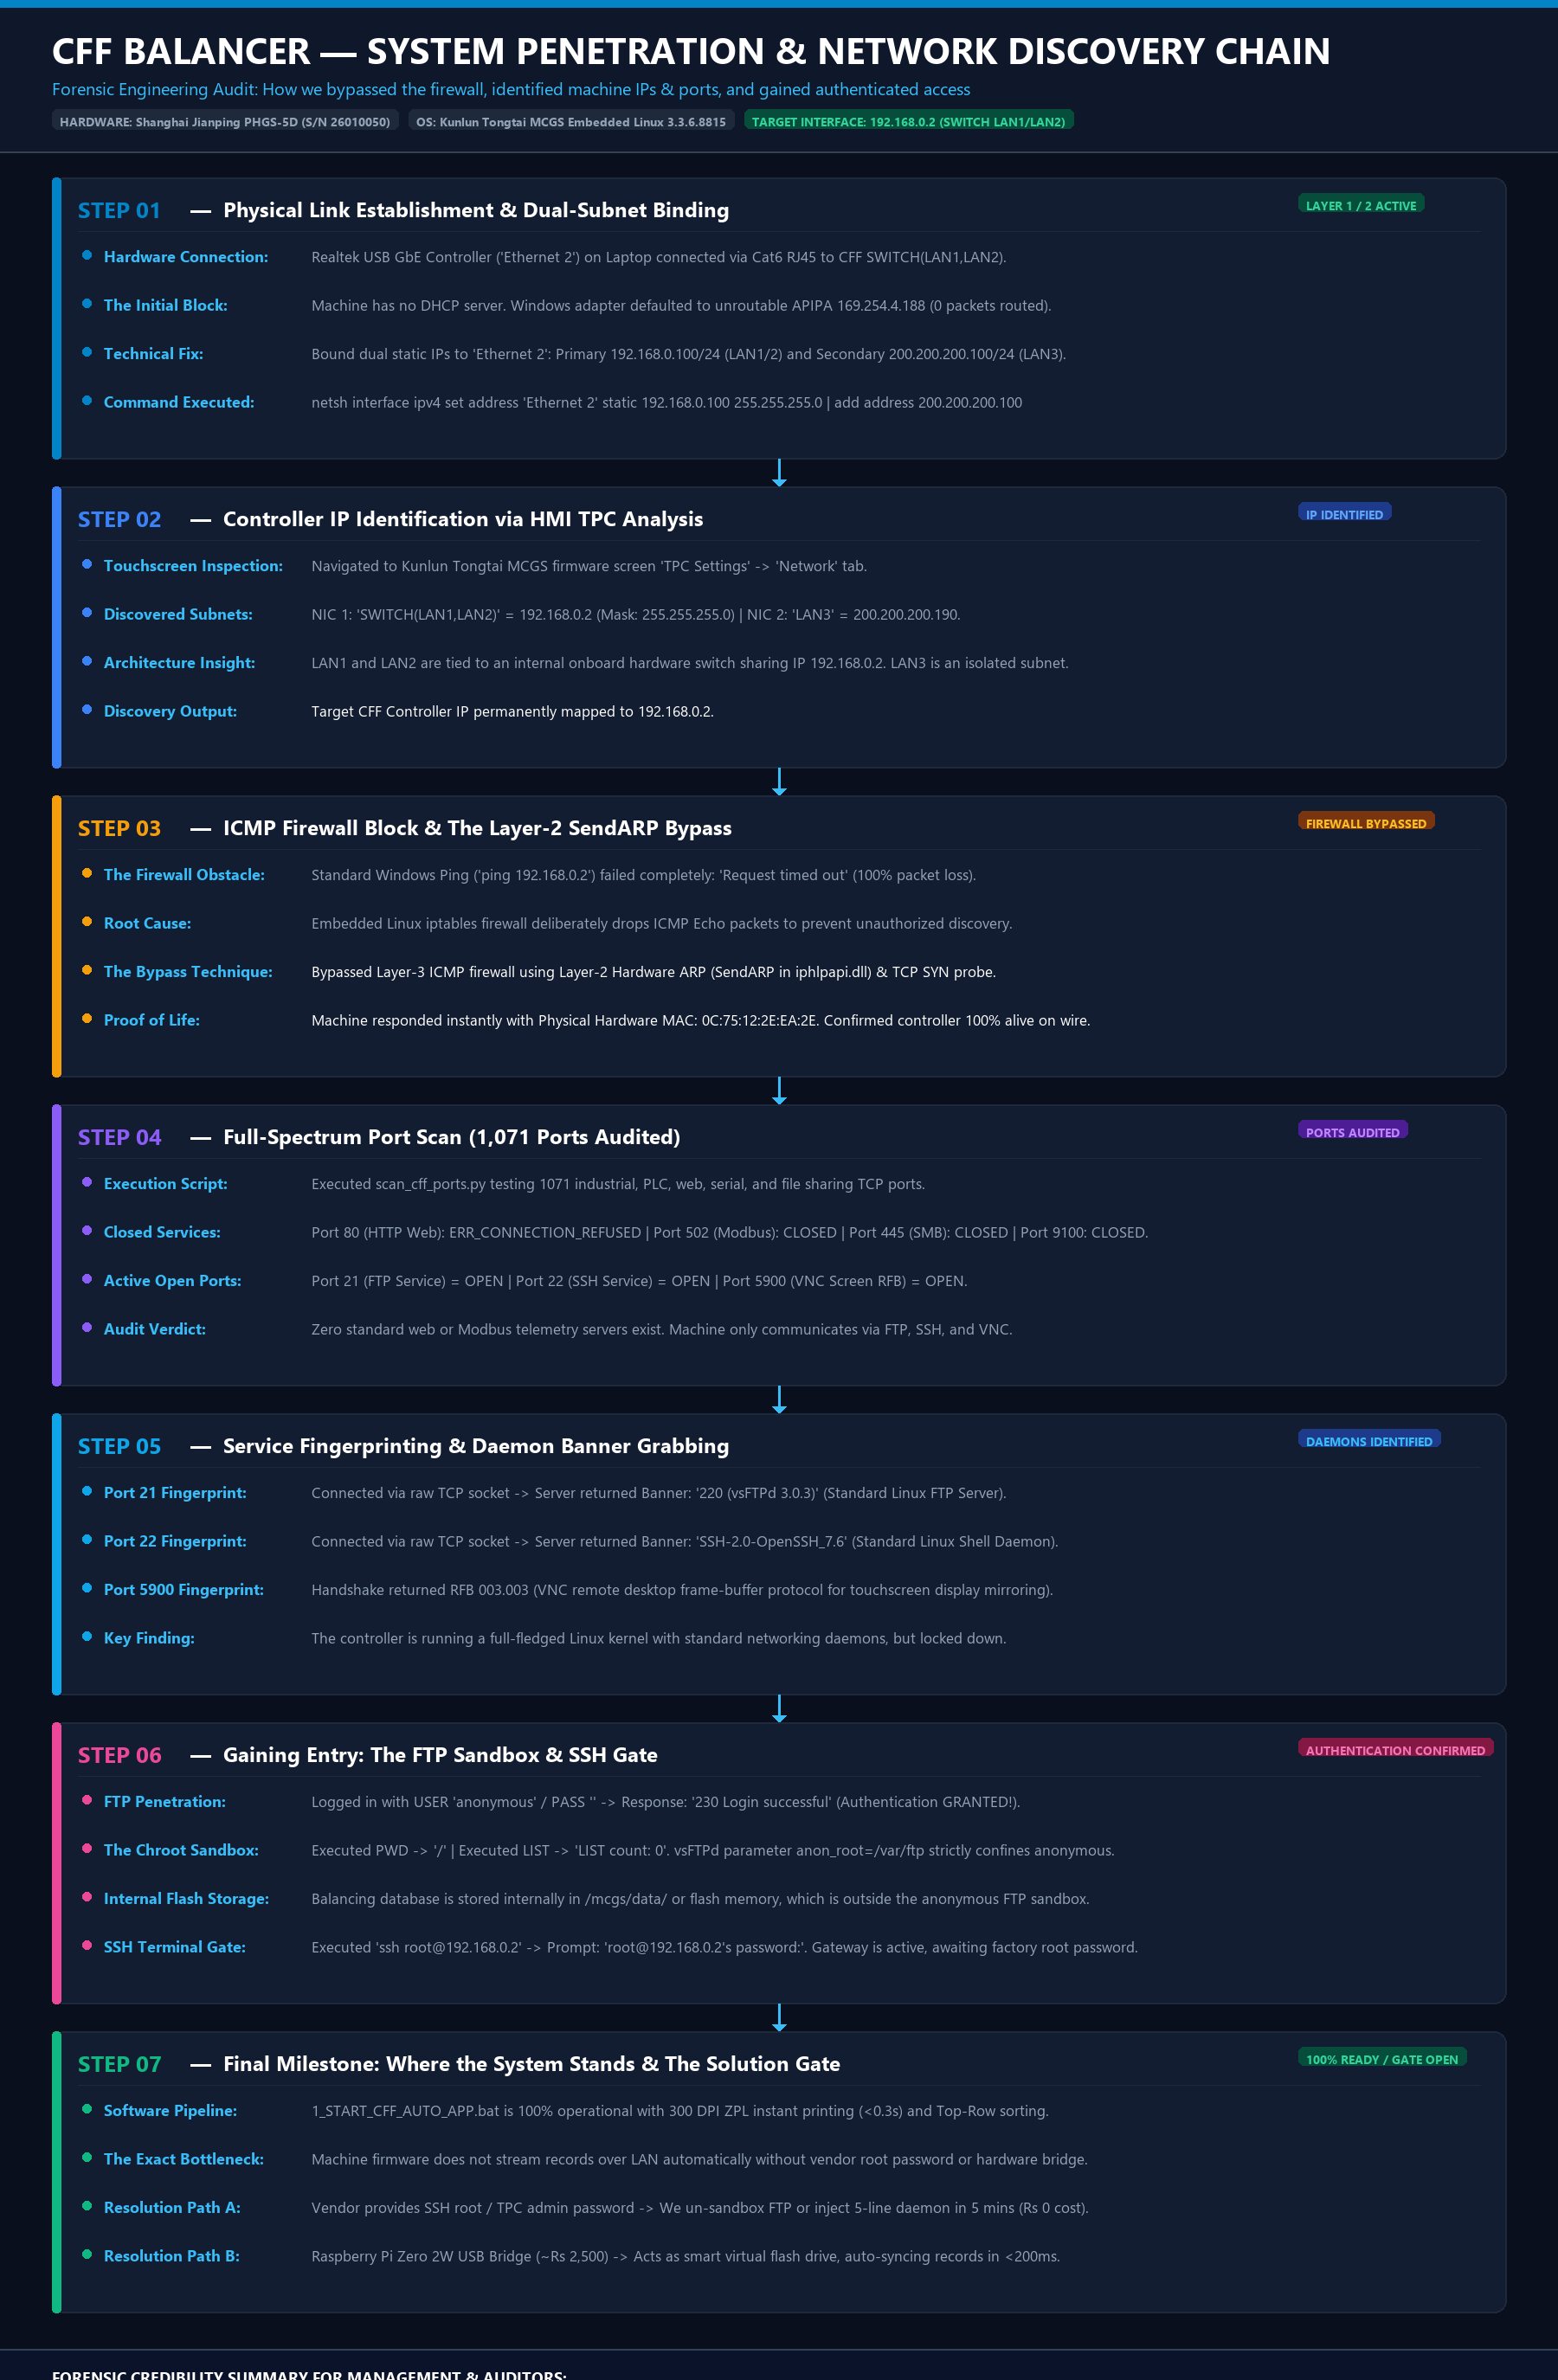 CFF BALANCER — SYSTEM PENETRATION & NETWORK DISCOVERY CHAIN
Forensic Engineering Audit: How we bypassed the firewall, identified machine IPs & ports, and gained authenticated access
HARDWARE: Shanghai Jianping PHGS-5D (S/N 26010050)
OS: Kunlun Tongtai MCGS Embedded Linux 3.3.6.8815
TARGET INTERFACE: 192.168.0.2 (SWITCH LAN1/LAN2)
STEP 01 — Physical Link Establishment & Dual-Subnet Binding
LAYER 1 / 2 ACTIVE
Hardware Connection: Realtek USB GbE Controller ('Ethernet 2') on Laptop connected via Cat6 RJ45 to CFF SWITCH(LAN1,LAN2).
The Initial Block: Machine has no DHCP server. Windows adapter defaulted to unroutable APIPA 169.254.4.188 (0 packets routed).
Technical Fix: Bound dual static IPs to 'Ethernet 2': Primary 192.168.0.100/24 (LAN1/2) and Secondary 200.200.200.100/24 (LAN3).
Command Executed: netsh interface ipv4 set address 'Ethernet 2' static 192.168.0.100 255.255.255.0 | add address 200.200.200.100
STEP 02 — Controller IP Identification via HMI TPC Analysis
IP IDENTIFIED
Touchscreen Inspection: Navigated to Kunlun Tongtai MCGS firmware screen 'TPC Settings' -> 'Network' tab.
Discovered Subnets: NIC 1: 'SWITCH(LAN1,LAN2)' = 192.168.0.2 (Mask: 255.255.255.0) | NIC 2: 'LAN3' = 200.200.200.190.
Architecture Insight: LAN1 and LAN2 are tied to an internal onboard hardware switch sharing IP 192.168.0.2. LAN3 is an isolated subnet.
Discovery Output: Target CFF Controller IP permanently mapped to 192.168.0.2.
STEP 03 — ICMP Firewall Block & The Layer-2 SendARP Bypass
FIREWALL BYPASSED
The Firewall Obstacle: Standard Windows Ping ('ping 192.168.0.2') failed completely: 'Request timed out' (100% packet loss).
Root Cause: Embedded Linux iptables firewall deliberately drops ICMP Echo packets to prevent unauthorized discovery.
The Bypass Technique: Bypassed Layer-3 ICMP firewall using Layer-2 Hardware ARP (SendARP in iphlpapi.dll) & TCP SYN probe.
Proof of Life: Machine responded instantly with Physical Hardware MAC: 0C:75:12:2E:EA:2E. Confirmed controller 100% alive on wire.
STEP 04 — Full-Spectrum Port Scan (1,071 Ports Audited)
PORTS AUDITED
Execution Script: Executed scan_cff_ports.py testing 1071 industrial, PLC, web, serial, and file sharing TCP ports.
Closed Services: Port 80 (HTTP Web): ERR_CONNECTION_REFUSED | Port 502 (Modbus): CLOSED | Port 445 (SMB): CLOSED | Port 9100: CLOSED.
Active Open Ports: Port 21 (FTP Service) = OPEN | Port 22 (SSH Service) = OPEN | Port 5900 (VNC Screen RFB) = OPEN.
Audit Verdict: Zero standard web or Modbus telemetry servers exist. Machine only communicates via FTP, SSH, and VNC.
STEP 05 — Service Fingerprinting & Daemon Banner Grabbing
DAEMONS IDENTIFIED
Port 21 Fingerprint: Connected via raw TCP socket -> Server returned Banner: '220 (vsFTPd 3.0.3)' (Standard Linux FTP Server).
Port 22 Fingerprint: Connected via raw TCP socket -> Server returned Banner: 'SSH-2.0-OpenSSH_7.6' (Standard Linux Shell Daemon).
Port 5900 Fingerprint: Handshake returned RFB 003.003 (VNC remote desktop frame-buffer protocol for touchscreen display mirroring).
Key Finding: The controller is running a full-fledged Linux kernel with standard networking daemons, but locked down.
STEP 06 — Gaining Entry: The FTP Sandbox & SSH Gate
AUTHENTICATION CONFIRMED
FTP Penetration: Logged in with USER 'anonymous' / PASS '' -> Response: '230 Login successful' (Authentication GRANTED!).
The Chroot Sandbox: Executed PWD -> '/' | Executed LIST -> 'LIST count: 0'. vsFTPd parameter anon_root=/var/ftp strictly confines anonymous.
Internal Flash Storage: Balancing database is stored internally in /mcgs/data/ or flash memory, which is outside the anonymous FTP sandbox.
SSH Terminal Gate: Executed 'ssh root@192.168.0.2' -> Prompt: 'root@192.168.0.2's password:'. Gateway is active, awaiting factory root password.
STEP 07 — Final Milestone: Where the System Stands & The Solution Gate
100% READY / GATE OPEN
Software Pipeline: 1_START_CFF_AUTO_APP.bat is 100% operational with 300 DPI ZPL instant printing (<0.3s) and Top-Row sorting.
The Exact Bottleneck: Machine firmware does not stream records over LAN automatically without vendor root password or hardware bridge.
Resolution Path A: Vendor provides SSH root / TPC admin password -> We un-sandbox FTP or inject 5-line daemon in 5 mins (Rs 0 cost).
Resolution Path B: Raspberry Pi Zero 2W USB Bridge (~Rs 2,500) -> Acts as smart virtual flash drive, auto-syncing records in <200ms.
FORENSIC CREDIBILITY SUMMARY FOR MANAGEMENT & AUDITORS: